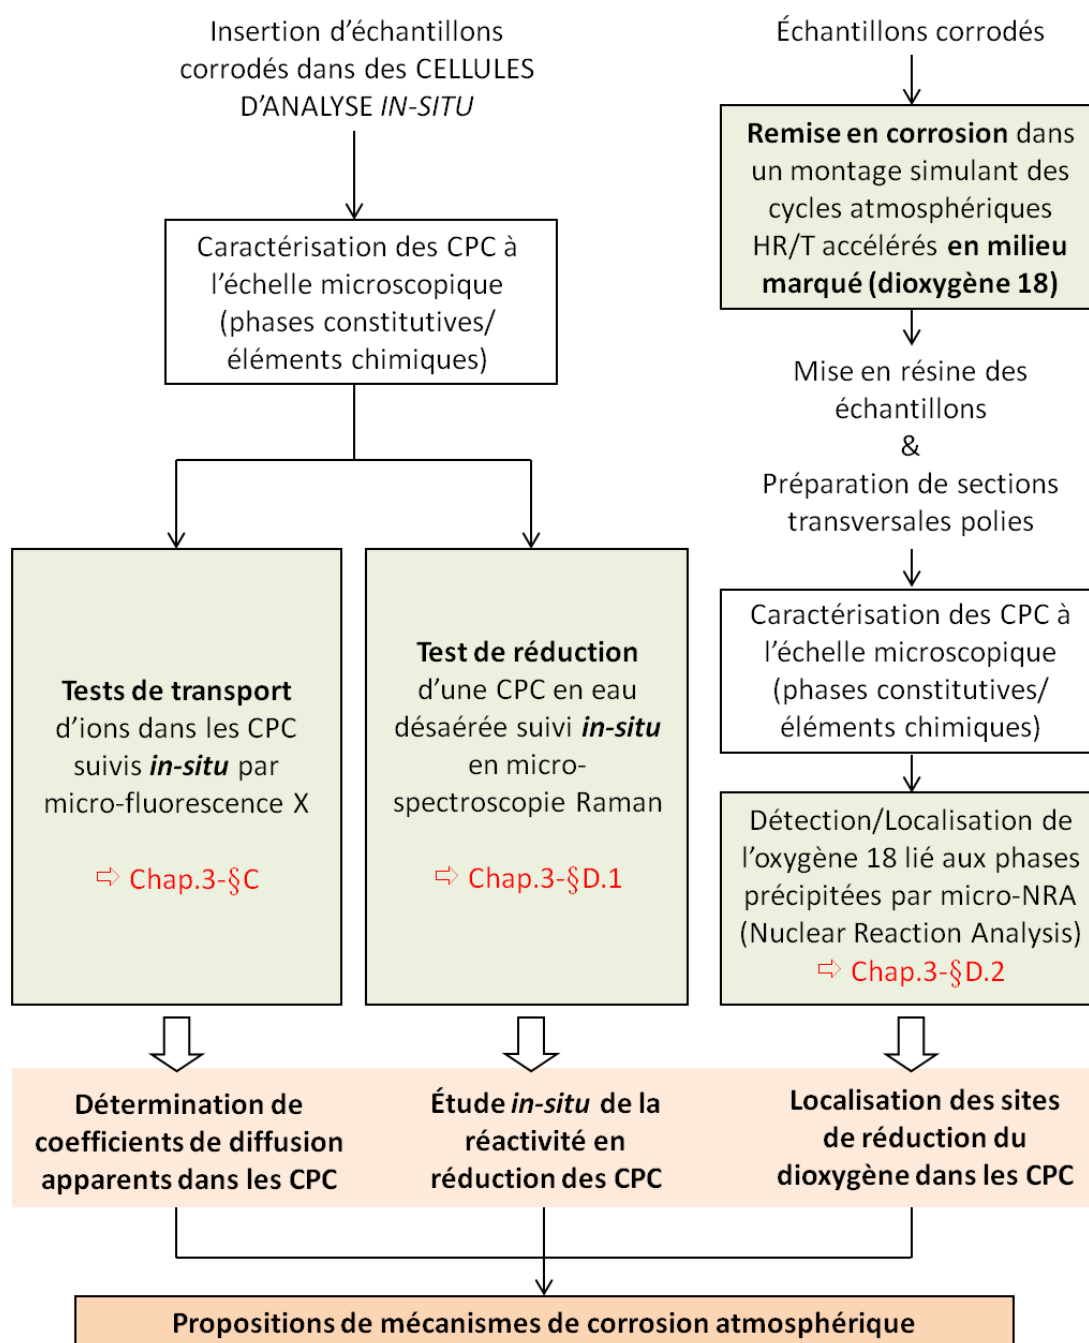 Insertion d’échantillons
corrodés dans des CELLULES
D’ANALYSE IN-SITU
Caractérisation des CPC à
l’échelle microscopique
(phases constitutives/
éléments chimiques)
Tests de transport
d’ions dans les CPC
suivis in-situ par
micro-fluorescence X
⇨ Chap.3-§C
Test de réduction
d’une CPC en eau
désaérée suivi in-situ
en micro-
spectroscopie Raman
⇨ Chap.3-§D.1
Échantillons corrodés
Remise en corrosion dans
un montage simulant des
cycles atmosphériques
HR/T accélérés en milieu
marqué (dioxygène 18)
Mise en résine des
échantillons
&
Préparation de sections
transversales polies
Caractérisation des CPC à
l’échelle microscopique
(phases constitutives/
éléments chimiques)
Détection/Localisation de
l’oxygène 18 lié aux phases
précipitées par micro-NRA
(Nuclear Reaction Analysis)
⇨ Chap.3-§D.2
Détermination de
coefficients de diffusion
apparents dans les CPC
Étude in-situ de la
réactivité en
réduction des CPC
Localisation des sites
de réduction du
dioxygène dans les CPC
Propositions de mécanismes de corrosion atmosphérique